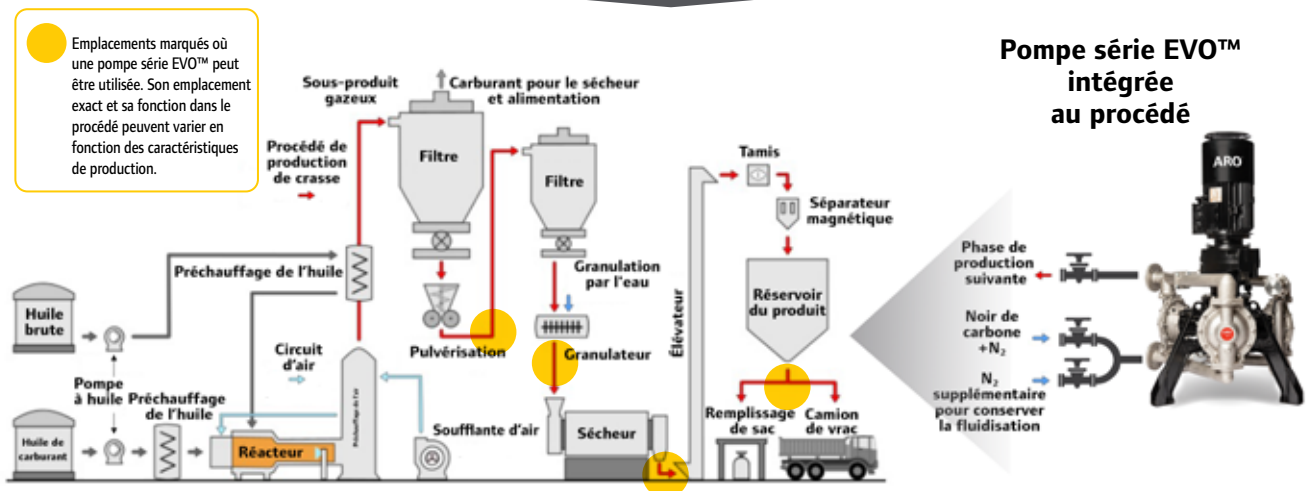 Emplacements marqués où
une pompe série EVO™ peut
être utilisée. Son emplacement
exact et sa fonction dans le
procédé peuvent varier en
fonction des caractéristiques
de production.
Sous-produit
gazeux
Carburant pour le sécheur
et alimentation
Procédé de
production
de crasse
Filtre
Filtre
Tamis
Séparateur
magnétique
Préchauffage de l'huile
Granulation
par l'eau
Réservoir
du produit
Élévateur
Huile
brute
Pulvérisation
Granulateur
Circuit
d'air
Pompe
à huile
Préchauffage
de l'huile
Préchauffage de l'air
Remplissage
de sac
Camion
de vrac
Huile de
carburant
Réacteur
Soufflante d'air
Sécheur
Pompe série EVO™
intégrée
au procédé
ARO
Phase de
production
suivante
Noir de
carbone
+N₂
N₂
supplémentaire
pour conserver
la fluidisation